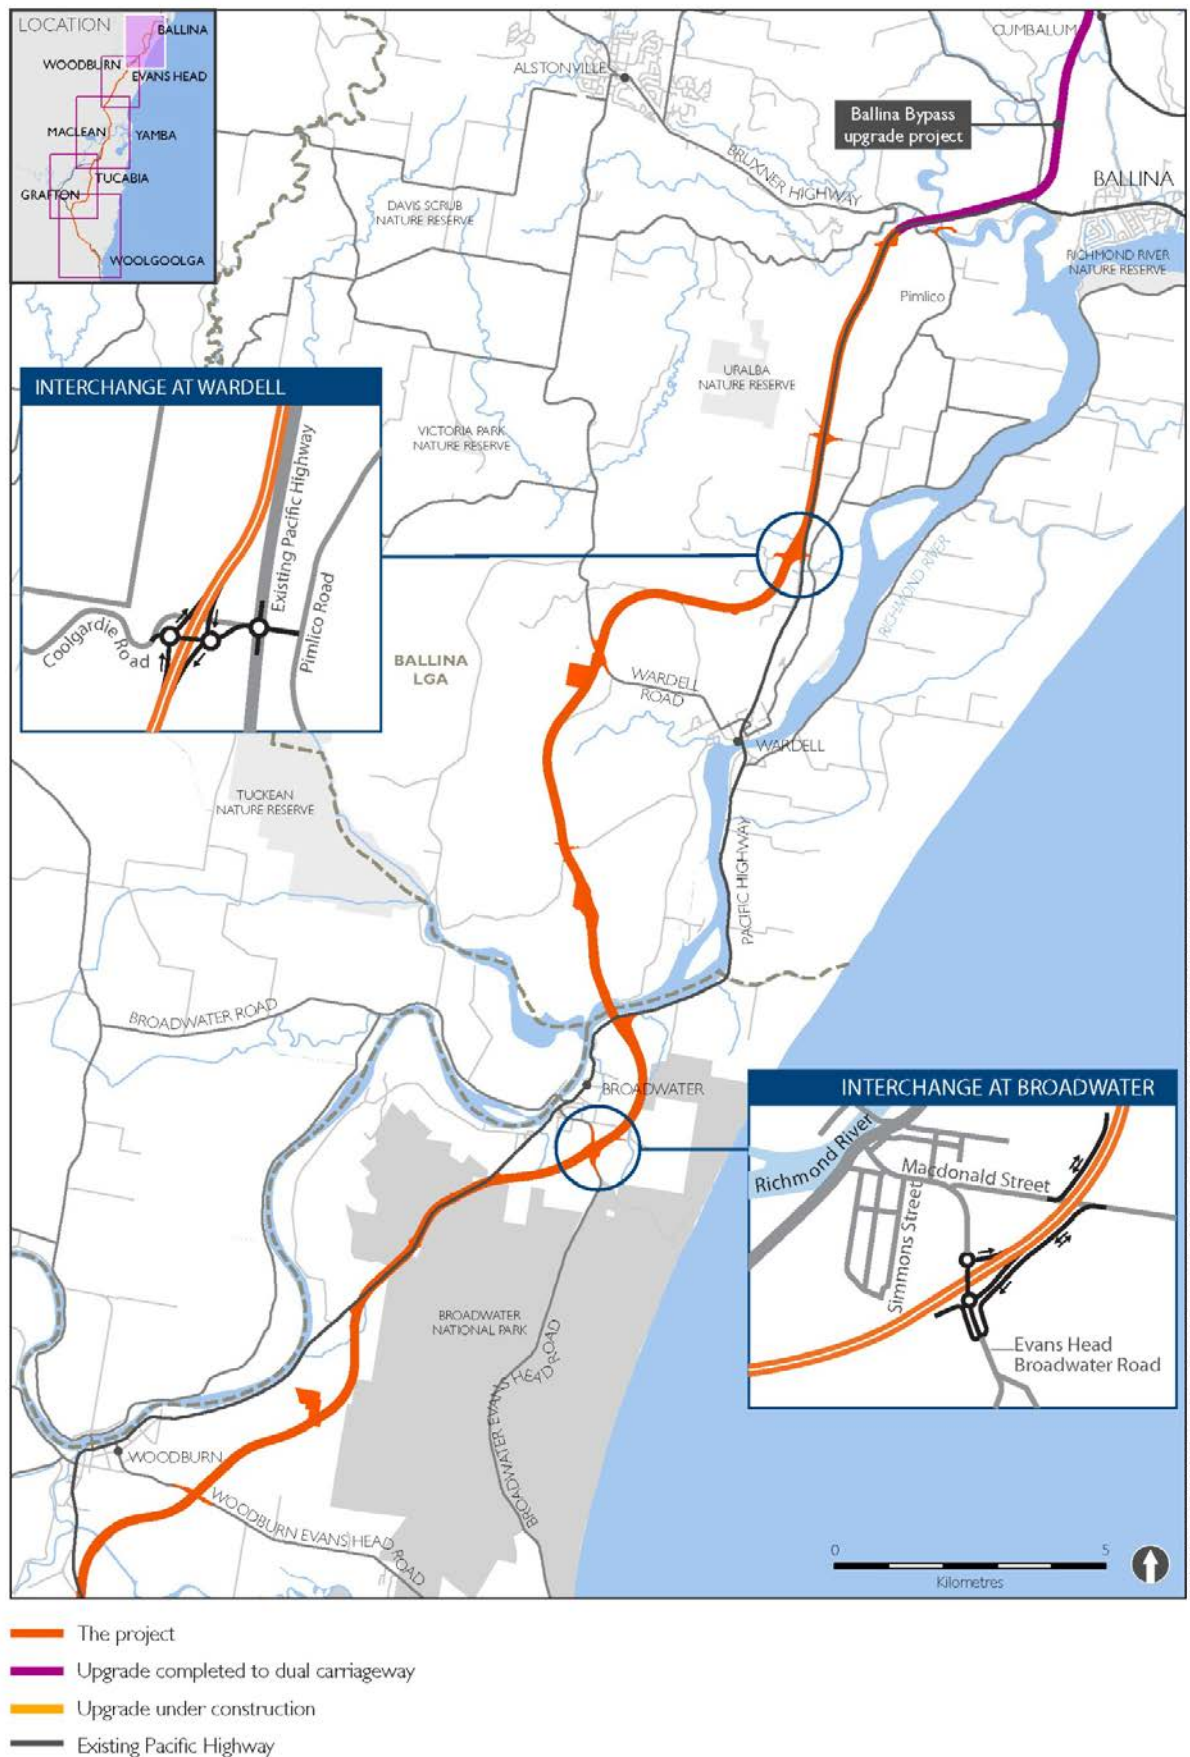 LOCATION
BALLINA
WOODBURN
EVANS HEAD
MACLEAN
YAMBA
TUCABIA
GRAFTON
WOOLGOOLGA
CUMBALUM
ALSTONVILLE
Ballina Bypass
upgrade project
BRUXNER HIGHWAY
BALLINA
DAVIS SCRUB
NATURE RESERVE
RICHMOND RIVER
NATURE RESERVE
Pimlico
URALBA
NATURE RESERVE
INTERCHANGE AT WARDELL
Existing Pacific Highway
Pimlico Road
Coolgardie Road
VICTORIA PARK
NATURE RESERVE
RICHMOND RIVER
BALLINA
LGA
WARDELL
ROAD
WARDELL
TUCKEAN
NATURE RESERVE
PACIFIC HIGHWAY
BROADWATER ROAD
BROADWATER
INTERCHANGE AT BROADWATER
Richmond River
Macdonald Street
Simmons Street
Evans Head
Broadwater Road
BROADWATER
NATIONAL PARK
BROADWATER EVANS HEAD ROAD
WOODBURN
WOODBURN EVANS HEAD ROAD
0 5
Kilometres
The project
Upgrade completed to dual carriageway
Upgrade under construction
Existing Pacific Highway